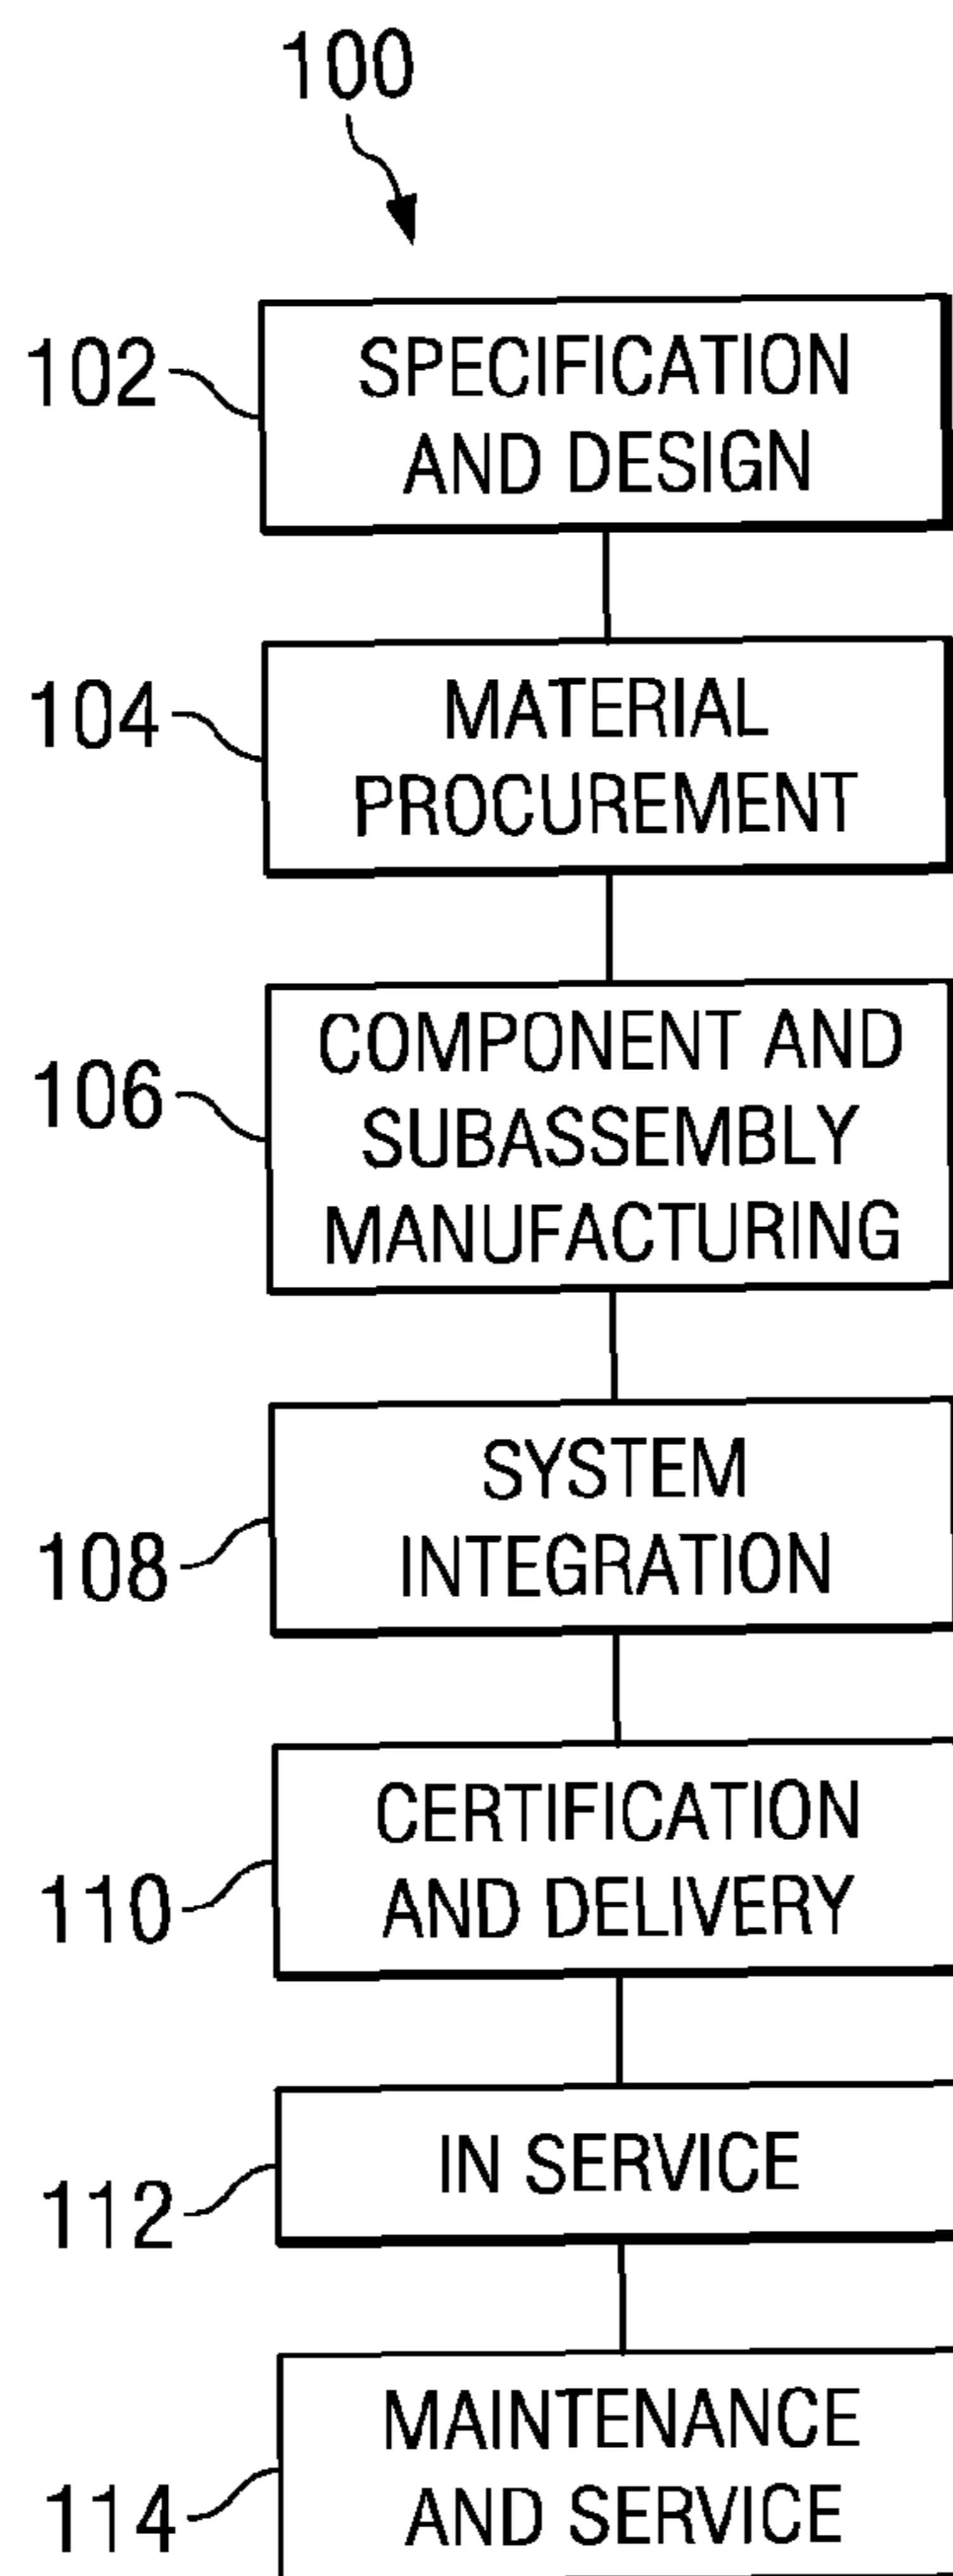 100
102
SPECIFICATION
AND DESIGN
104
MATERIAL
PROCUREMENT
106
COMPONENT AND
SUBASSEMBLY
MANUFACTURING
108
SYSTEM
INTEGRATION
110
CERTIFICATION
AND DELIVERY
112
IN SERVICE
114
MAINTENANCE
AND SERVICE